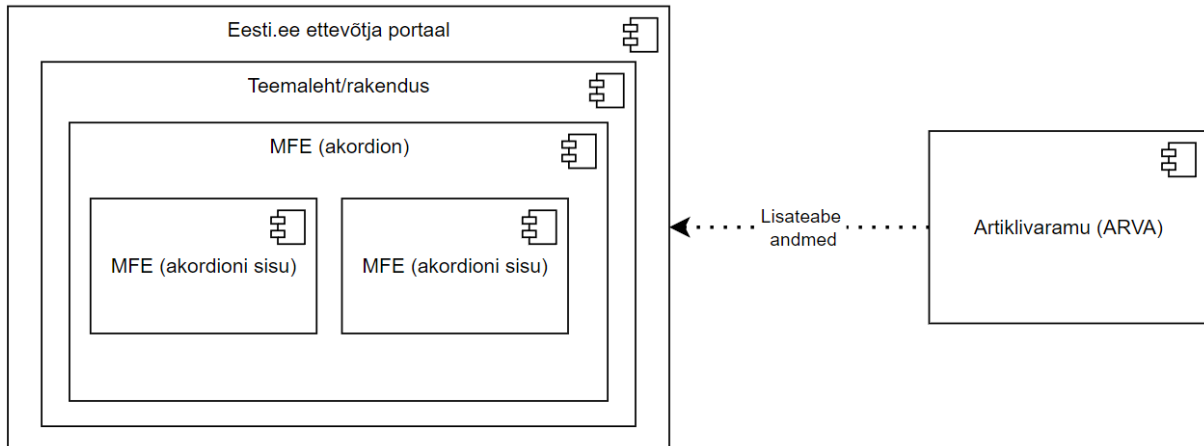 Eesti.ee ettevõtja portaal
Teemaleht/rakendus
MFE (akordion)
MFE (akordioni sisu)
MFE (akordioni sisu)
Lisateabe
andmed
Artiklivaramu (ARVA)